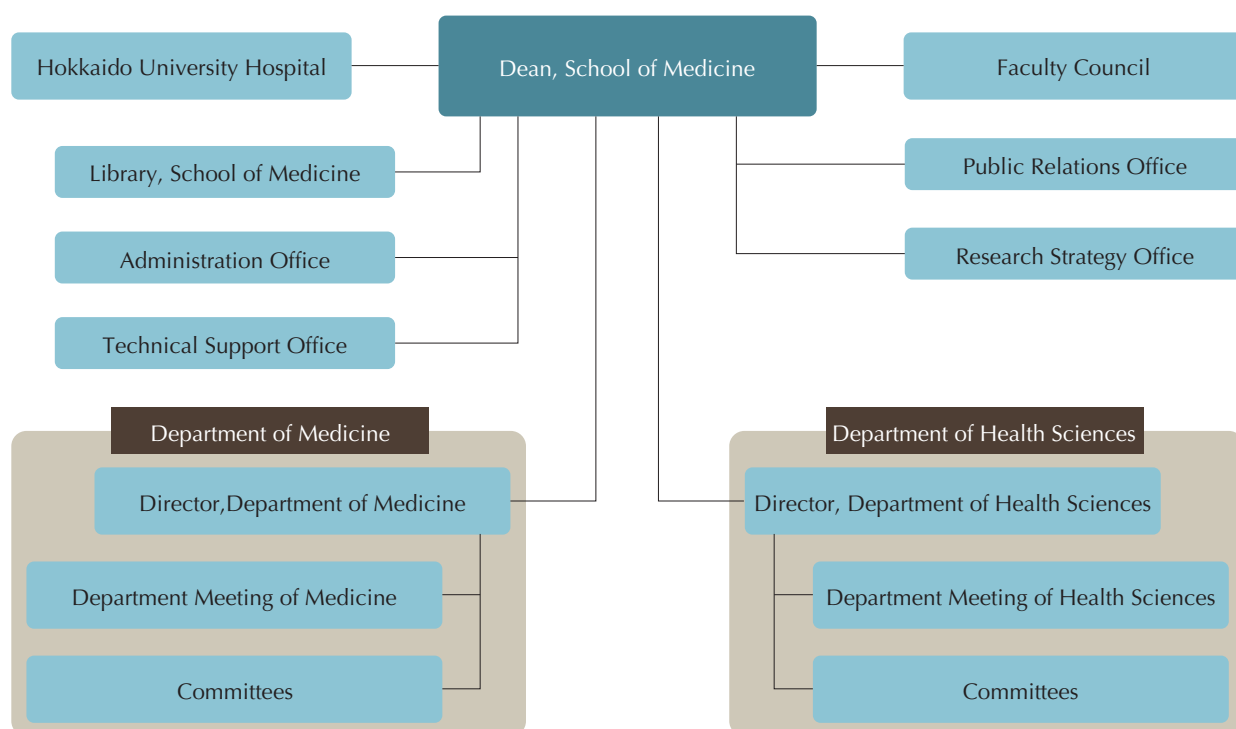 Hokkaido University Hospital
Dean, School of Medicine
Faculty Council
Library, School of Medicine
Public Relations Office
Administration Office
Research Strategy Office
Technical Support Office
Department of Medicine
Director,Department of Medicine
Department Meeting of Medicine
Committees
Department of Health Sciences
Director, Department of Health Sciences
Department Meeting of Health Sciences
Committees